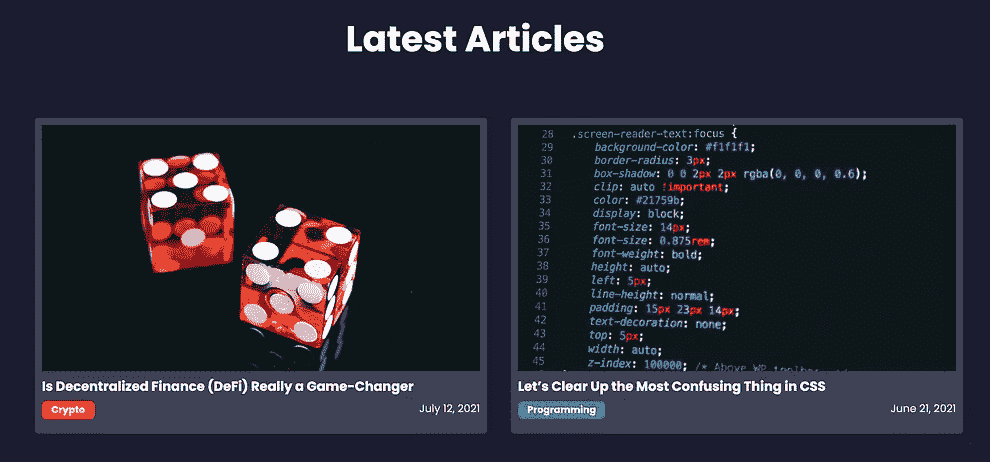 Latest Articles
28 .screen-reader-text:focus {
29 background-color: #f1f1f1;
30 border-radius: 3px;
31 box-shadow: 0 0 2px 2px rgba(0, 0, 0, 0.6);
32 clip: auto !important;
33 color: #21759b;
34 display: block;
35 font-size: 14px;
36 font-size: 0.875rem;
37 font-weight: bold;
38 height: auto;
39 left: 5px;
40 line-height: normal;
41 padding: 15px 23px 14px;
42 text-decoration: none;
43 top: 5px;
44 width: auto;
45 z-index: 100000; /* Above WP toolbar
Is Decentralized Finance (DeFi) Really a Game-Changer
Crypto
July 12, 2021
Let's Clear Up the Most Confusing Thing in CSS
Programming
June 21, 2021